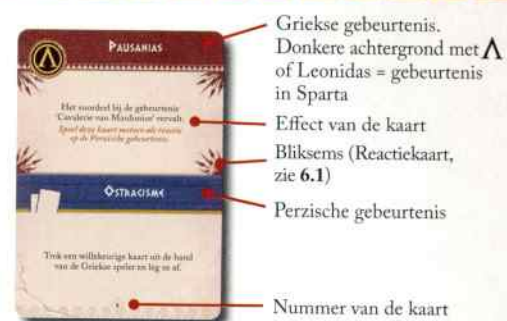 PAUSANIAS
Het voordeel bij de gebeurtenis
'Cavalerie van Mardonius' vervalt.
Speel deze kaart meteen als reactie
op de Perzische gebeurtenis.
OSTRACISME
Trek een willekeurige kaart uit de hand
van de Griekse speler en leg ze af.
Griekse gebeurtenis.
Donkere achtergrond met Λ
of Leonidas = gebeurtenis
in Sparta
Effect van de kaart
Bliksems (Reactiekaart,
zie 6.1)
Perzische gebeurtenis
Nummer van de kaart